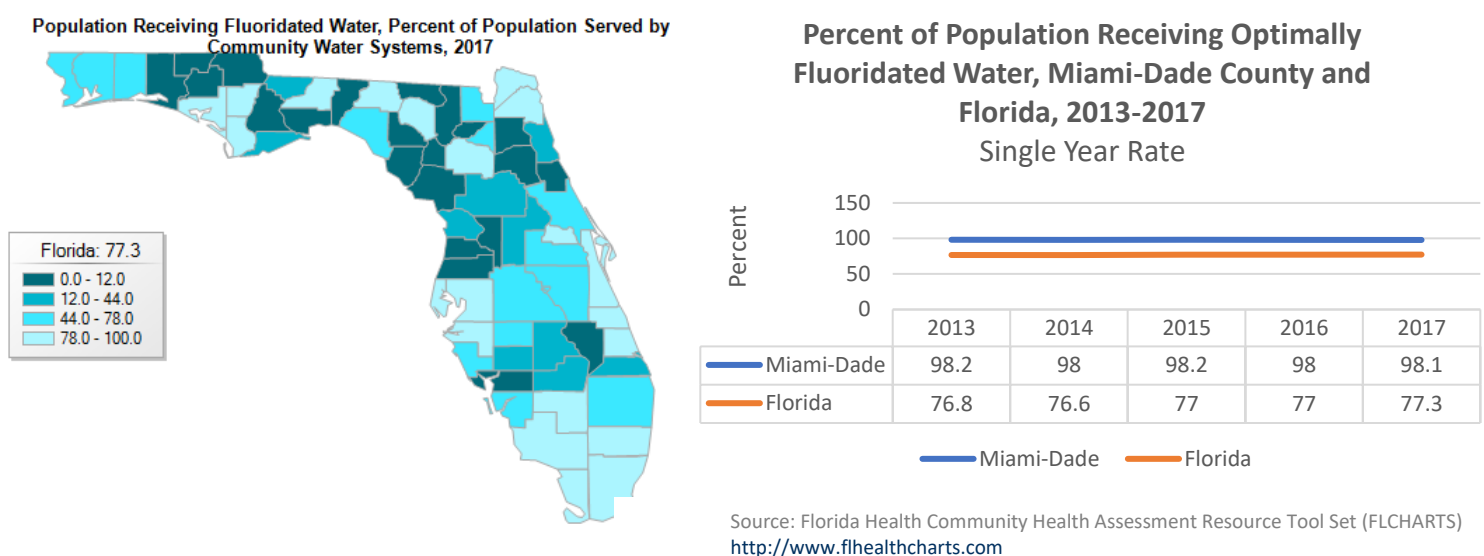 Population Receiving Fluoridated Water, Percent of Population Served by
Community Water Systems, 2017
Florida: 77.3
0.0 - 12.0
12.0 - 44.0
44.0 - 78.0
78.0 - 100.0
Percent of Population Receiving Optimally
Fluoridated Water, Miami-Dade County and
Florida, 2013-2017
Single Year Rate
Percent
150
100
50
0
2013 2014 2015 2016 2017
Miami-Dade 98.2 98 98.2 98 98.1
Florida 76.8 76.6 77 77 77.3
Miami-Dade Florida
Source: Florida Health Community Health Assessment Resource Tool Set (FLCHARTS)
http://www.flhealthcharts.com